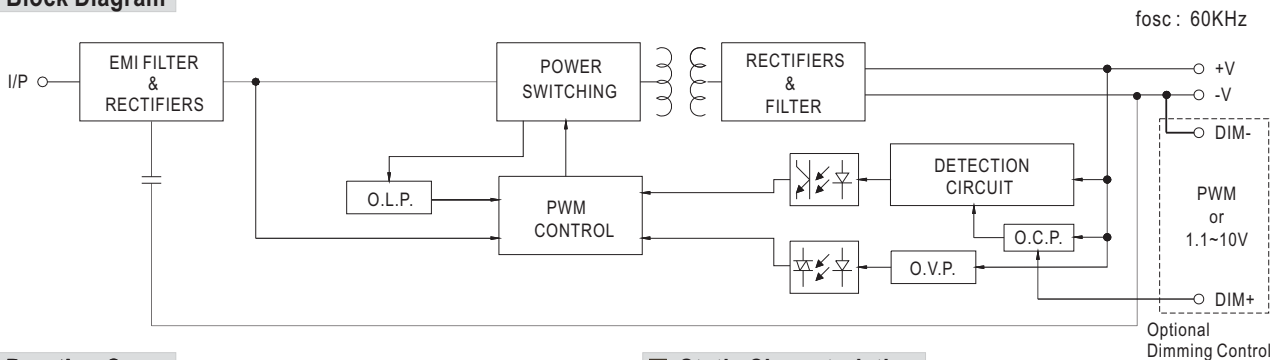 Block Diagram
fosc : 60KHz
I/P
EMI FILTER
&
RECTIFIERS
POWER
SWITCHING
RECTIFIERS
&
FILTER
+V
-V
DIM-
O.L.P.
PWM
CONTROL
DETECTION
CIRCUIT
O.C.P.
O.V.P.
PWM
or
1.1~10V
DIM+
Optional
Dimming Control
Static Characteristics